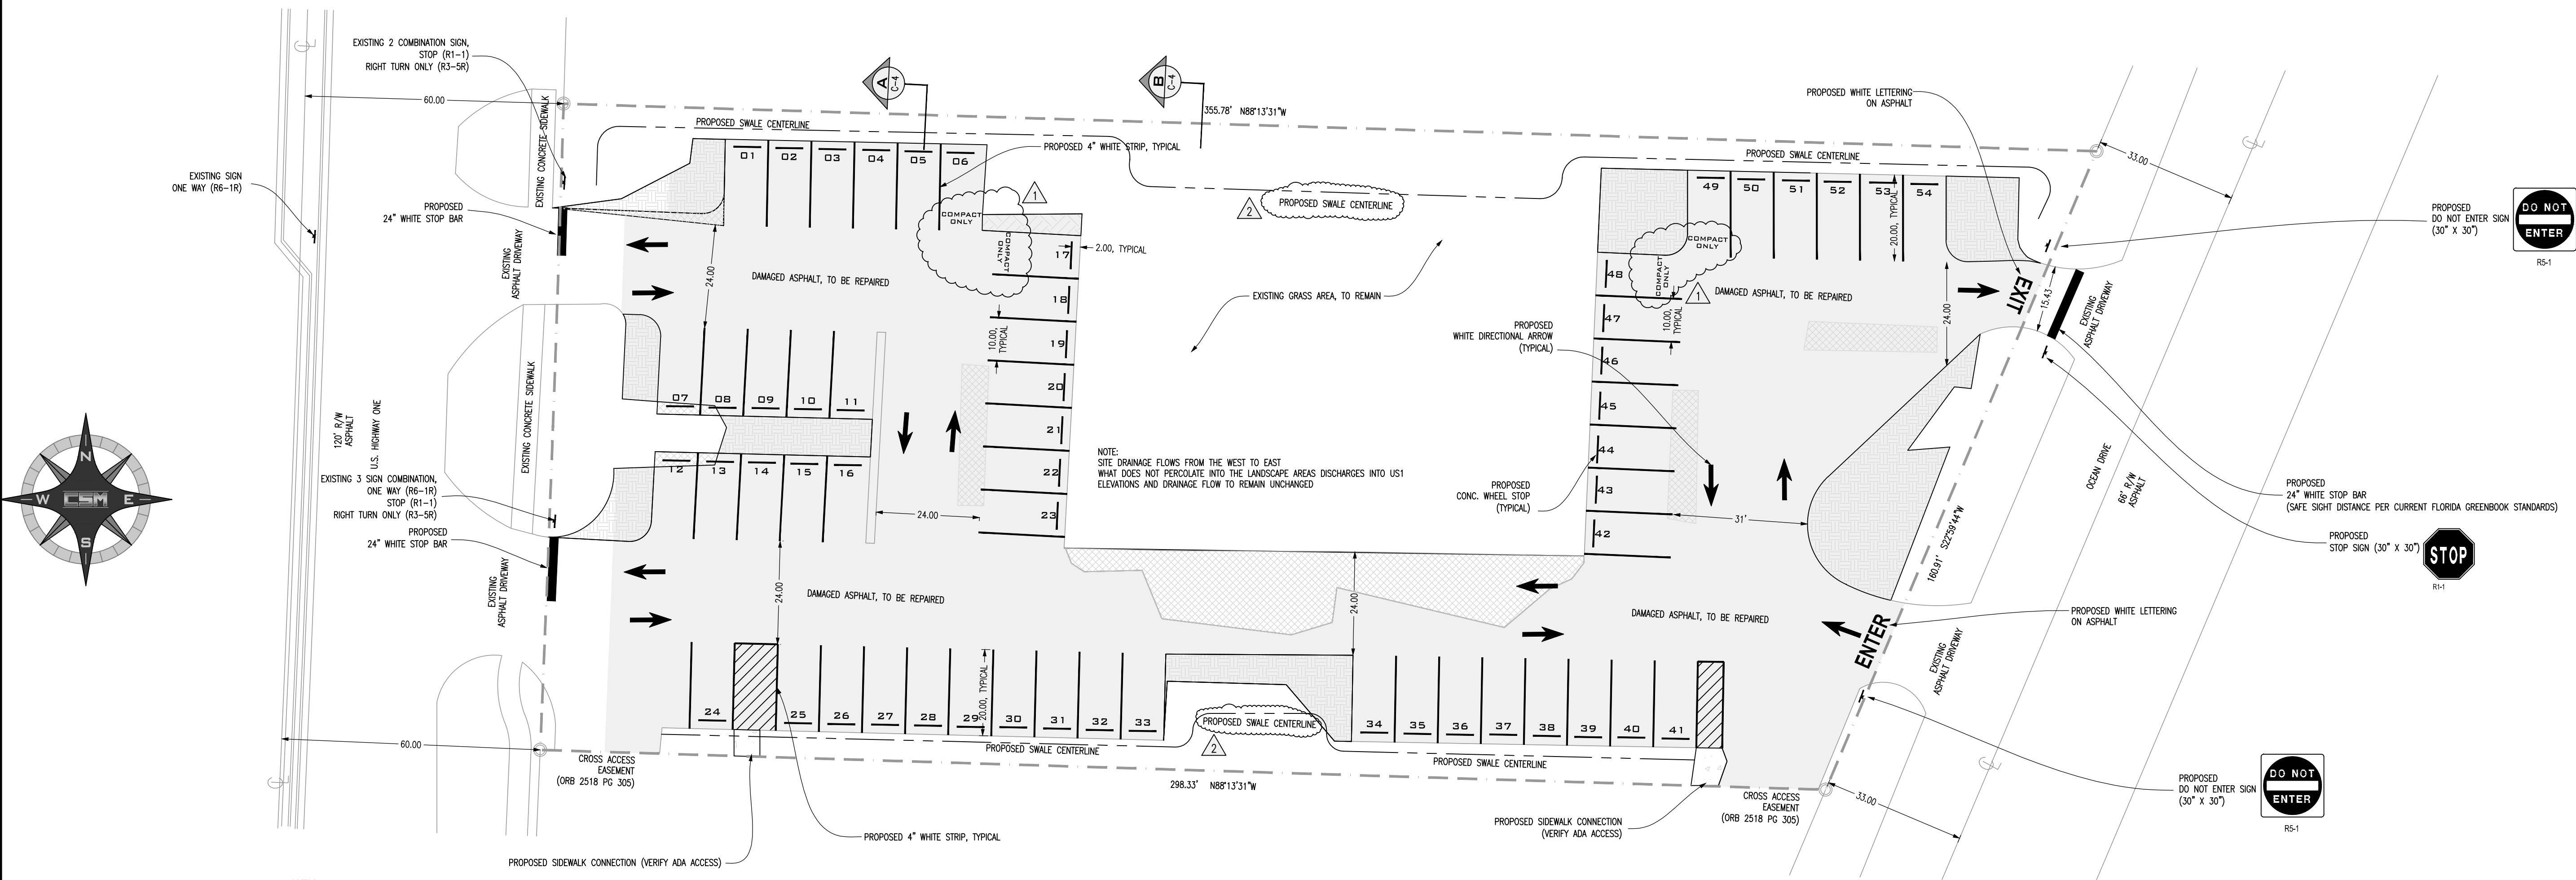 EXISTING 2 COMBINATION SIGN,
STOP (R1-1)
RIGHT TURN ONLY (R3-5R)
60.00
EXISTING CONCRETE SIDEWALK
EXISTING SIGN
ONE WAY (R6-1R)
PROPOSED
24" WHITE STOP BAR
EXISTING
ASPHALT DRIVEWAY
PROPOSED SWALE CENTERLINE
A
C-4
B
C-4
355.78' N88°13'31"W
01
02
03
04
05
06
PROPOSED 4" WHITE STRIP, TYPICAL
COMPACT
ONLY
COMPACT
ONLY
1
2.00, TYPICAL
24.00
DAMAGED ASPHALT, TO BE REPAIRED
17
18
19
20
21
22
23
10.00,
TYPICAL
07
08
09
10
11
12
13
14
15
16
24.00
2
PROPOSED SWALE CENTERLINE
EXISTING GRASS AREA, TO REMAIN
NOTE:
SITE DRAINAGE FLOWS FROM THE WEST TO EAST
WHAT DOES NOT PERCOLATE INTO THE LANDSCAPE AREAS DISCHARGES INTO US1
ELEVATIONS AND DRAINAGE FLOW TO REMAIN UNCHANGED
PROPOSED WHITE LETTERING
ON ASPHALT
PROPOSED SWALE CENTERLINE
49
50
51
52
53
54
20.00, TYPICAL
COMPACT
ONLY
COMPACT
ONLY
1
48
47
46
45
44
43
42
10.00,
TYPICAL
DAMAGED ASPHALT, TO BE REPAIRED
24.00
EXIT
15.43
EXISTING
ASPHALT DRIVEWAY
33.00
PROPOSED
DO NOT ENTER SIGN
(30" X 30")
DO NOT
ENTER
R5-1
PROPOSED
WHITE DIRECTIONAL ARROW
(TYPICAL)
PROPOSED
CONC. WHEEL STOP
(TYPICAL)
31'
OCEAN DRIVE
66' R/W
ASPHALT
160.91' S22°59'44"W
PROPOSED
24" WHITE STOP BAR
(SAFE SIGHT DISTANCE PER CURRENT FLORIDA GREENBOOK STANDARDS)
PROPOSED
STOP SIGN (30" X 30")
STOP
R1-1
PROPOSED WHITE LETTERING
ON ASPHALT
120' R/W
ASPHALT
U.S. HIGHWAY ONE
EXISTING CONCRETE SIDEWALK
N
W
CSM
E
S
EXISTING 3 SIGN COMBINATION,
ONE WAY (R6-1R)
STOP (R1-1)
RIGHT TURN ONLY (R3-5R)
PROPOSED
24" WHITE STOP BAR
EXISTING
ASPHALT DRIVEWAY
DAMAGED ASPHALT, TO BE REPAIRED
24.00
24.00
DAMAGED ASPHALT, TO BE REPAIRED
ENTER
EXISTING
ASPHALT DRIVEWAY
24
25
26
27
28
29
20.00, TYPICAL
30
31
32
33
PROPOSED SWALE CENTERLINE
2
34
35
36
37
38
39
40
41
60.00
PROPOSED SWALE CENTERLINE
PROPOSED SWALE CENTERLINE
CROSS ACCESS
EASEMENT
(ORB 2518 PG 305)
298.33' N88°13'31"W
CROSS ACCESS
EASEMENT
(ORB 2518 PG 305)
33.00
PROPOSED
DO NOT ENTER SIGN
(30" X 30")
DO NOT
ENTER
R5-1
PROPOSED SIDEWALK CONNECTION
(VERIFY ADA ACCESS)
PROPOSED 4" WHITE STRIP, TYPICAL
PROPOSED SIDEWALK CONNECTION (VERIFY ADA ACCESS)